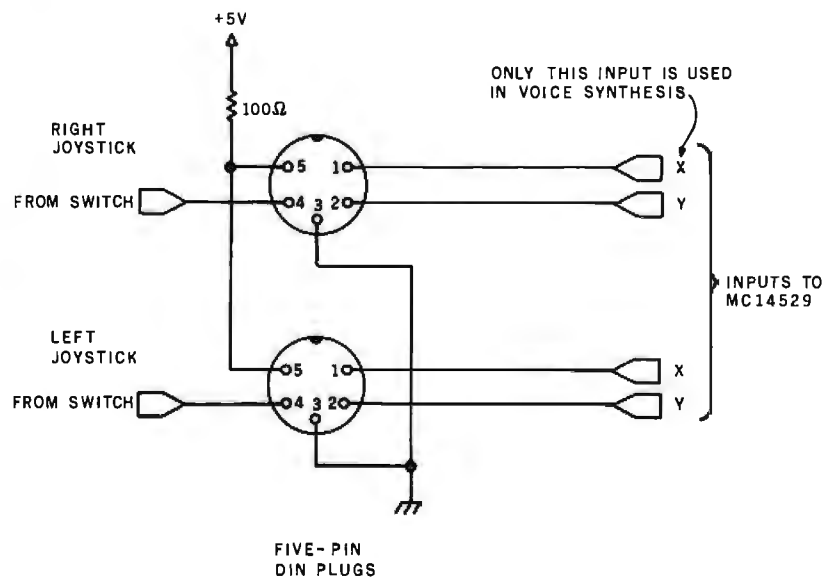 +5V
100Ω
ONLY THIS INPUT IS USED
IN VOICE SYNTHESIS
RIGHT
JOYSTICK
5
1
X
FROM SWITCH
4
3
2
Y
INPUTS TO
MC14529
LEFT
JOYSTICK
5
1
X
FROM SWITCH
4
3
2
Y
FIVE-PIN
DIN PLUGS